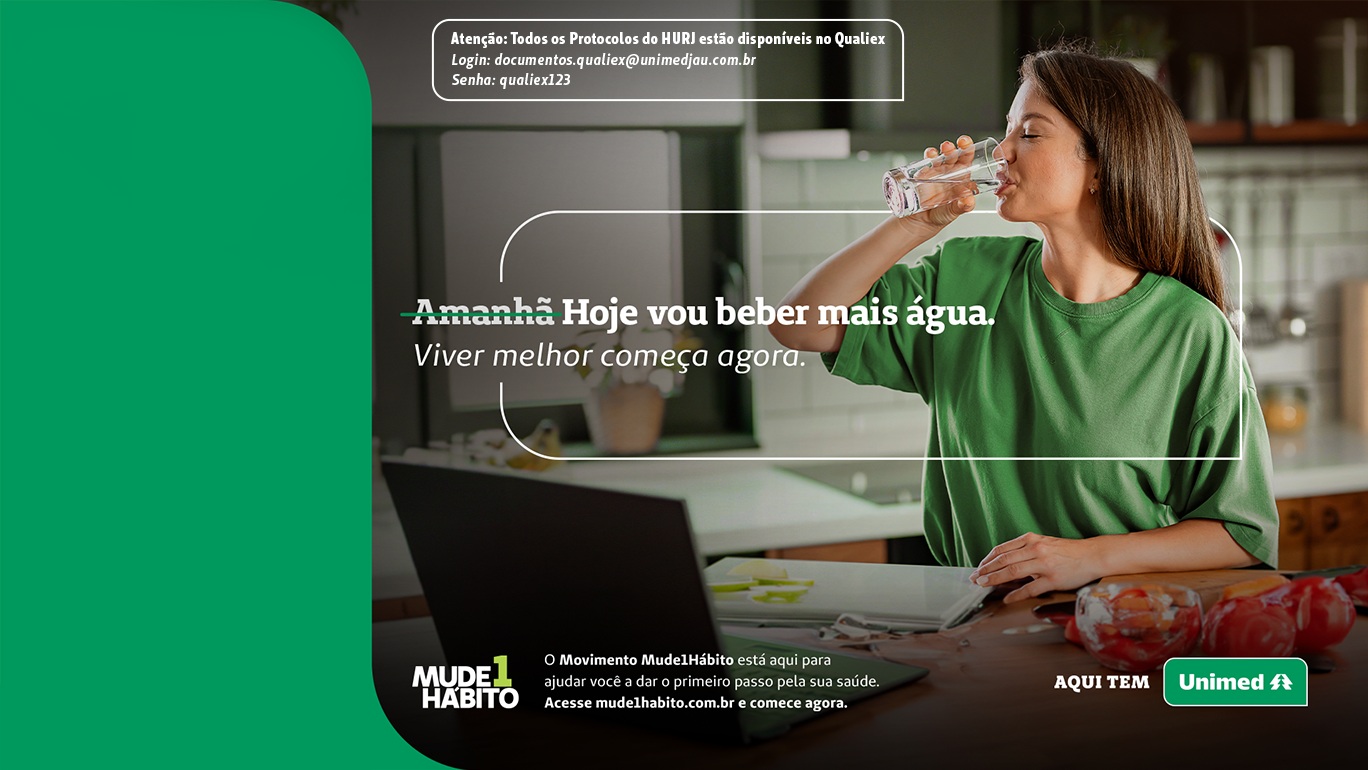 Atenção: Todos os Protocolos do HURJ estão disponíveis no Qualiex
Login: documentos.qualiex@unimedjau.com.br
Senha: qualiex123
Amanhã Hoje vou beber mais água.
Viver melhor começa agora.
MUDE1
HÁBITO
O Movimento Mude1Hábito está aqui para
ajudar você a dar o primeiro passo pela sua saúde.
Acesse mude1habito.com.br e comece agora.
AQUI TEM Unimed